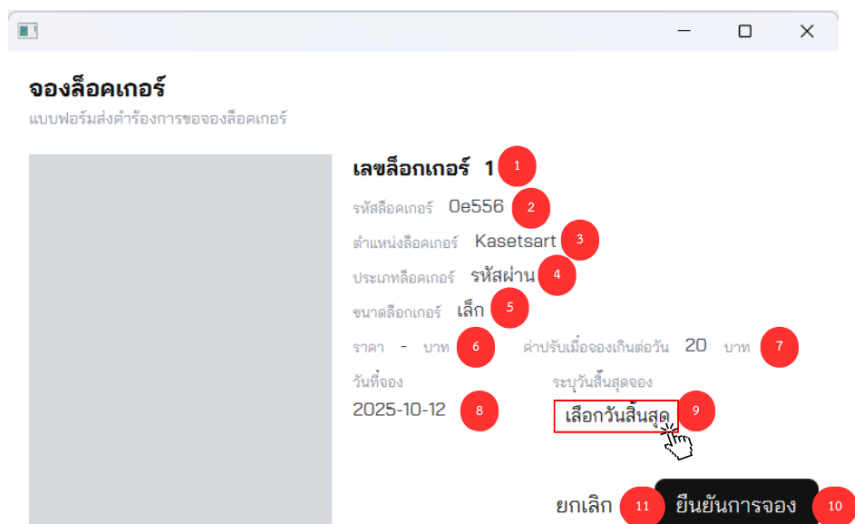 จองล็อคเกอร์
แบบฟอร์มส่งคำร้องการขอจองล็อคเกอร์
เลขล็อกเกอร์ 1 1
รหัสล็อคเกอร์ 0e556 2
ตำแหน่งล็อคเกอร์ Kasetsart 3
ประเภทล็อคเกอร์ รหัสผ่าน 4
ขนาดล็อกเกอร์ เล็ก 5
ราคา - บาท 6 ค่าปรับเมื่อจองเกินต่อวัน 20 บาท 7
วันที่จอง ระบุวันสิ้นสุดจอง
2025-10-12 8 เลือกวันสิ้นสุด 9
ยกเลิก 11 ยืนยันการจอง 10